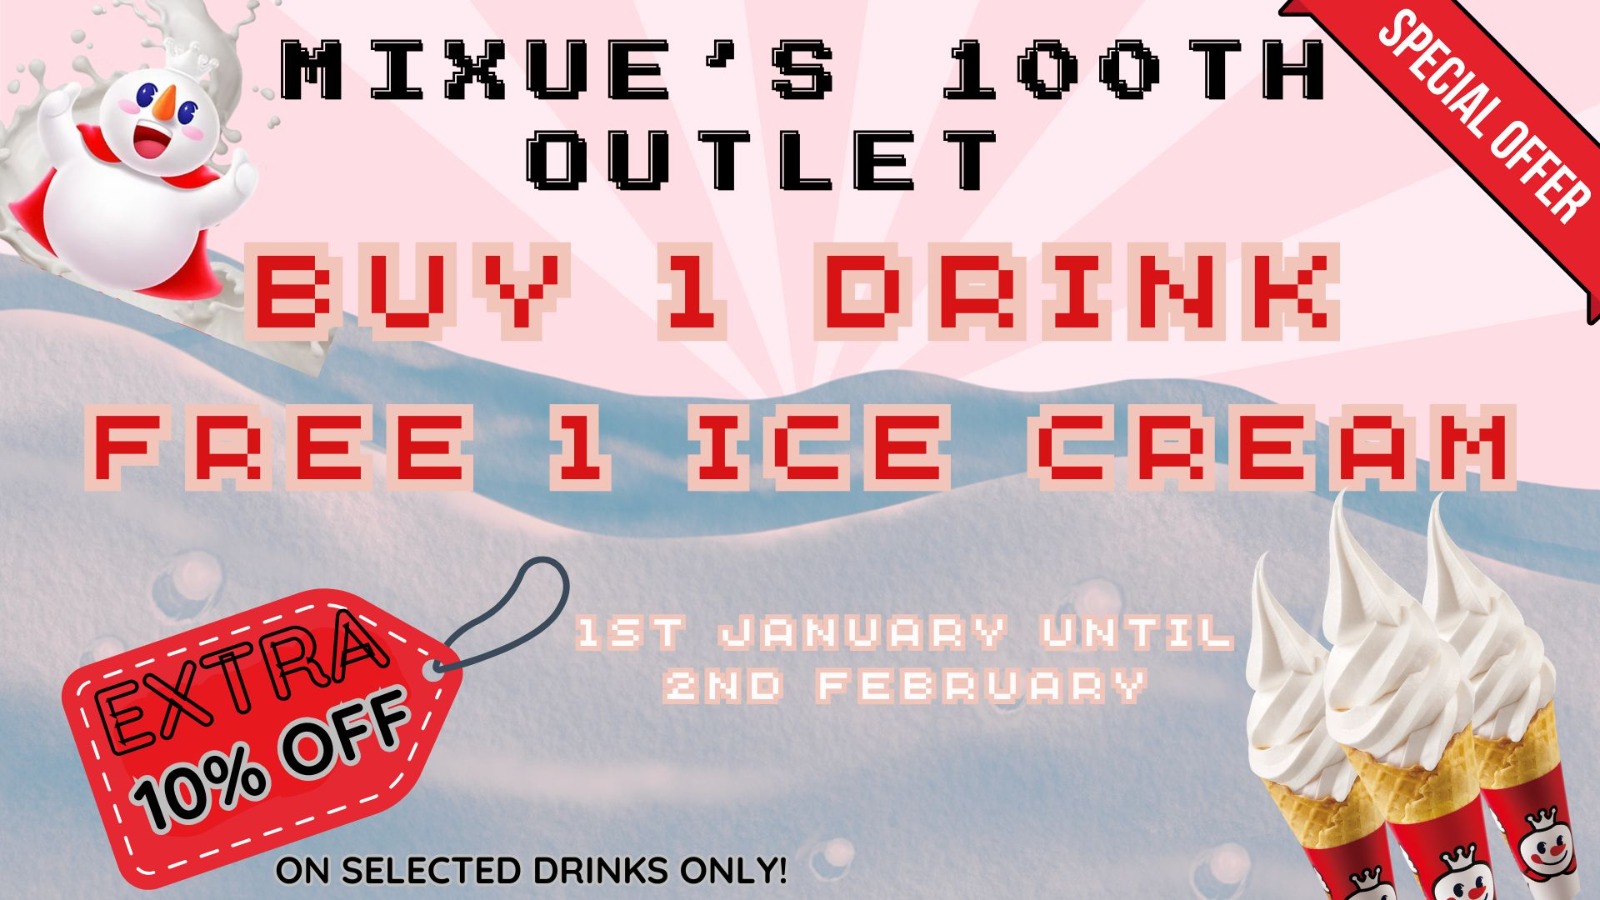 MIXUE'S 100TH
OUTLET
SPECIAL OFFER
BUY 1 DRINK
FREE 1 ICE CREAM
1ST JANUARY UNTIL
2ND FEBRUARY
EXTRA
10% OFF
ON SELECTED DRINKS ONLY!